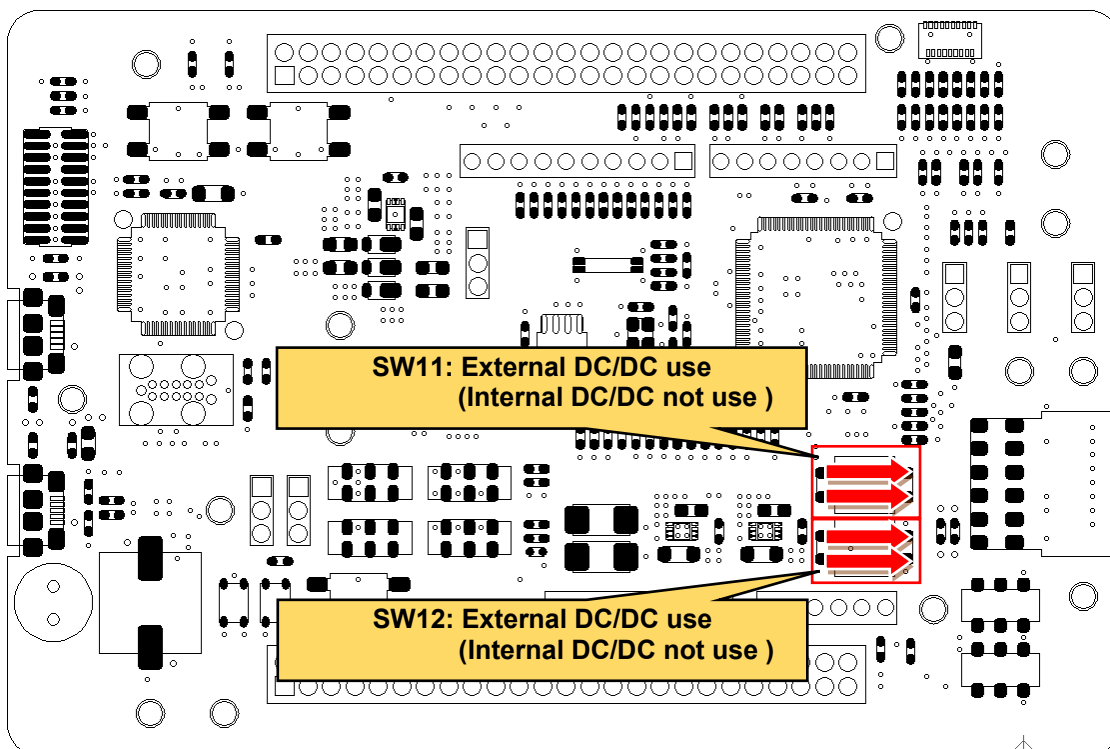 SW11: External DC/DC use
(Internal DC/DC not use )
SW12: External DC/DC use
(Internal DC/DC not use )